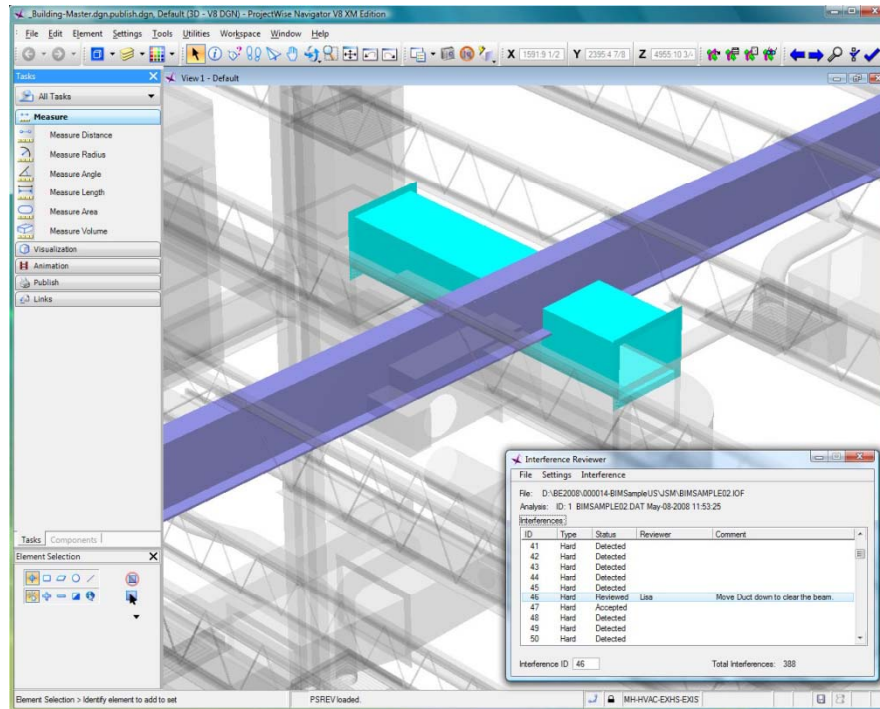 _Building-Master.dgn.publish.dgn, Default (3D - V8 DGN) - ProjectWise Navigator V8 XM Edition
File Edit Element Settings Tools Utilities Workspace Window Help
X 1591:9 1/2 Y 2395:4 7/8 Z 4955:10 3/4
Tasks
View 1 - Default
All Tasks
Measure
Measure Distance
Measure Radius
Measure Angle
Measure Length
Measure Area
Measure Volume
Visualization
Animation
Publish
Links
Tasks Components
Element Selection
Interference Reviewer
File Settings Interference
File: D:\BE2008\000014-BIMSampleUS\JSM\BIMSAMPLE02.IOF
Analysis: ID: 1 BIMSAMPLE02.DAT May-08-2008 11:53:25
Interferences:
ID Type Status Reviewer Comment
41 Hard Detected
42 Hard Detected
43 Hard Detected
44 Hard Detected
45 Hard Detected
46 Hard Reviewed Lisa Move Duct down to clear the beam.
47 Hard Accepted
48 Hard Detected
49 Hard Detected
50 Hard Detected
Interference ID 46 Total Interferences: 388
Element Selection > Identify element to add to set PSREV loaded. MH-HVAC-EXHS-EXIS